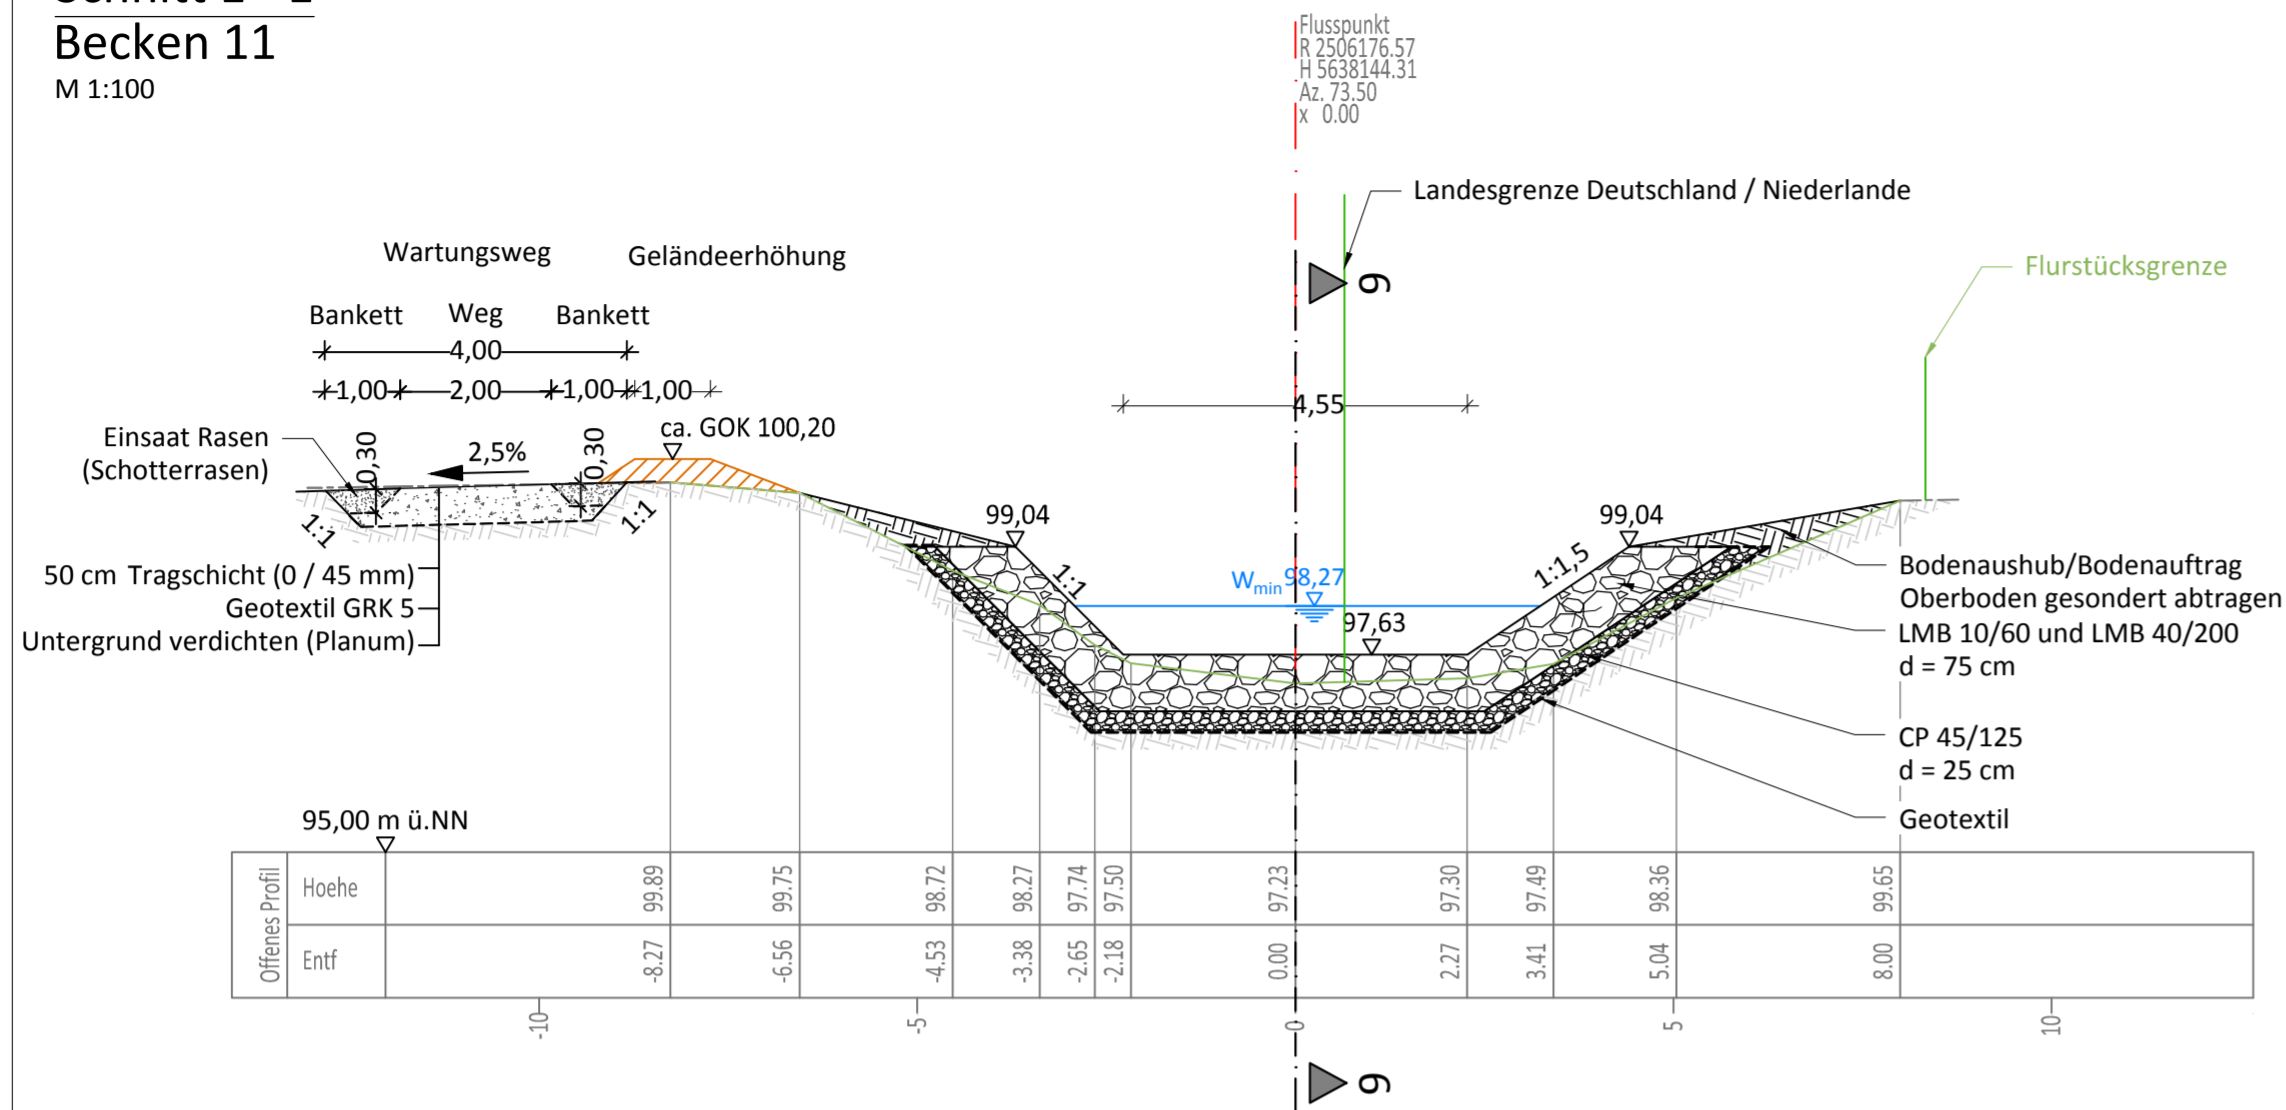 Becken 11
M 1:100
Flusspunkt
R 2506176.57
H 5638144.31
Az. 73.50
x 0.00
Landesgrenze Deutschland / Niederlande
Wartungsweg
Geländeerhöhung
Flurstücksgrenze
Bankett
Weg
Bankett
4,00
1,00
2,00
1,00
1,00
4,55
9
ca. GOK 100,20
Einsaat Rasen
(Schotterrasen)
0,30
2,5%
0,30
1:1
1:1
99,04
99,04
1:1
1:1,5
Wmin 98,27
97,63
50 cm Tragschicht (0 / 45 mm)
Geotextil GRK 5
Untergrund verdichten (Planum)
Bodenaushub/Bodenauftrag
Oberboden gesondert abtragen
LMB 10/60 und LMB 40/200
d = 75 cm
CP 45/125
d = 25 cm
Geotextil
95,00 m ü.NN
Offenes Profil
Hoehe
99.89
99.75
98.72
98.27
97.74
97.50
97.23
97.30
97.49
98.36
99.65
Entf
-8.27
-6.56
-4.53
-3.38
-2.65
-2.18
0.00
2.27
3.41
5.04
8.00
-10
-5
0
5
10
9